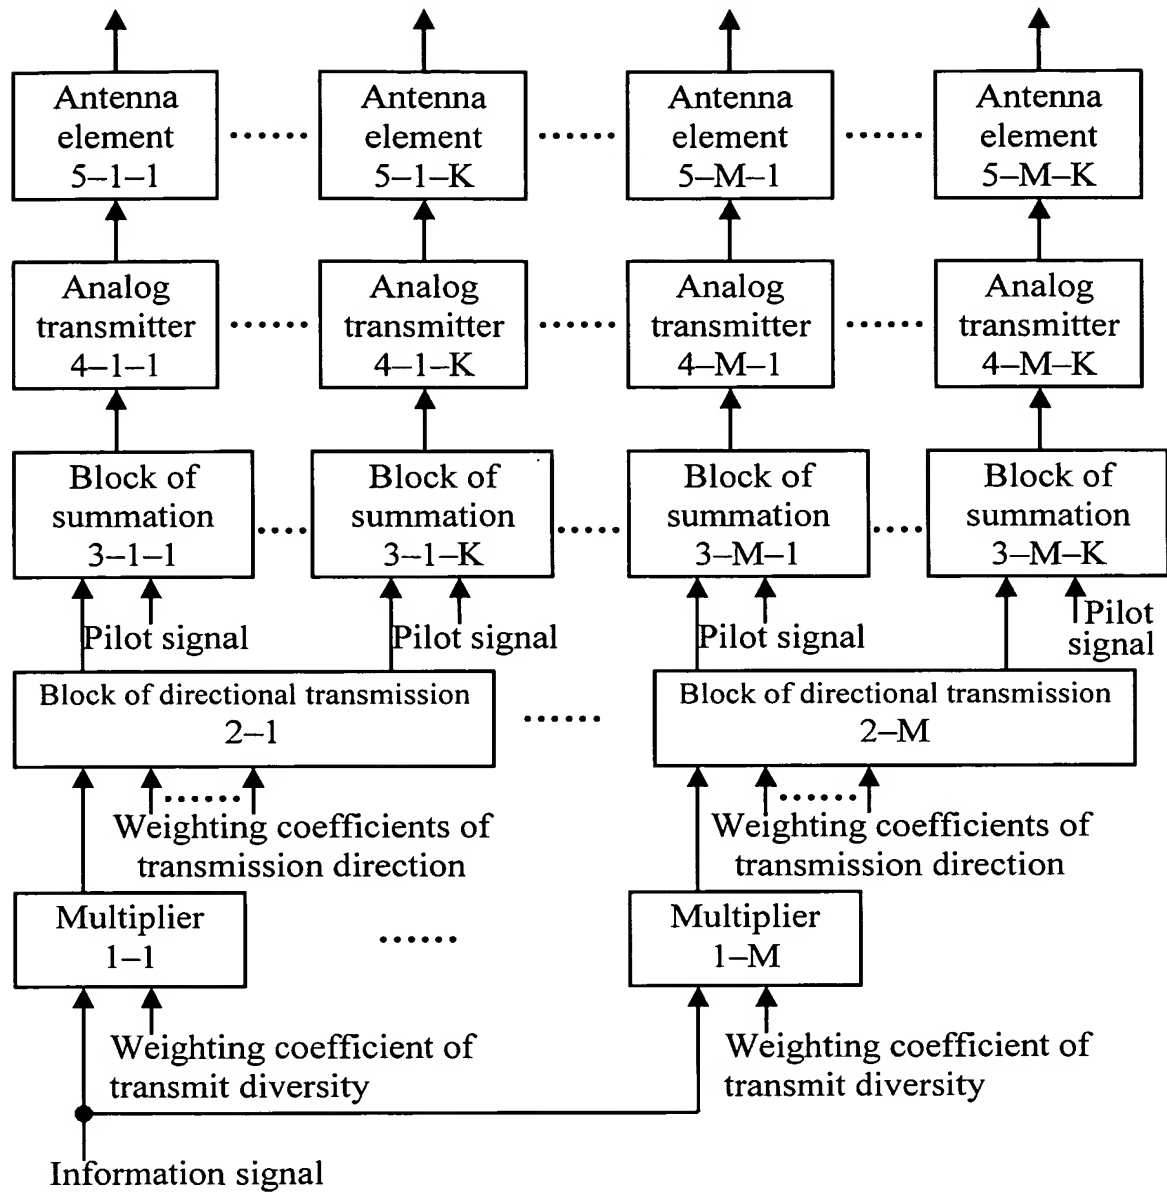 Antenna
element
5–1–1
Antenna
element
5–1–K
Antenna
element
5–M–1
Antenna
element
5–M–K
Analog
transmitter
4–1–1
Analog
transmitter
4–1–K
Analog
transmitter
4–M–1
Analog
transmitter
4–M–K
Block of
summation
3–1–1
Block of
summation
3–1–K
Block of
summation
3–M–1
Block of
summation
3–M–K
Pilot signal
Pilot signal
Pilot signal
Pilot
signal
Block of directional transmission
2–1
Block of directional transmission
2–M
Weighting coefficients of
transmission direction
Weighting coefficients of
transmission direction
Multiplier
1–1
Multiplier
1–M
Weighting coefficient of
transmit diversity
Weighting coefficient of
transmit diversity
Information signal